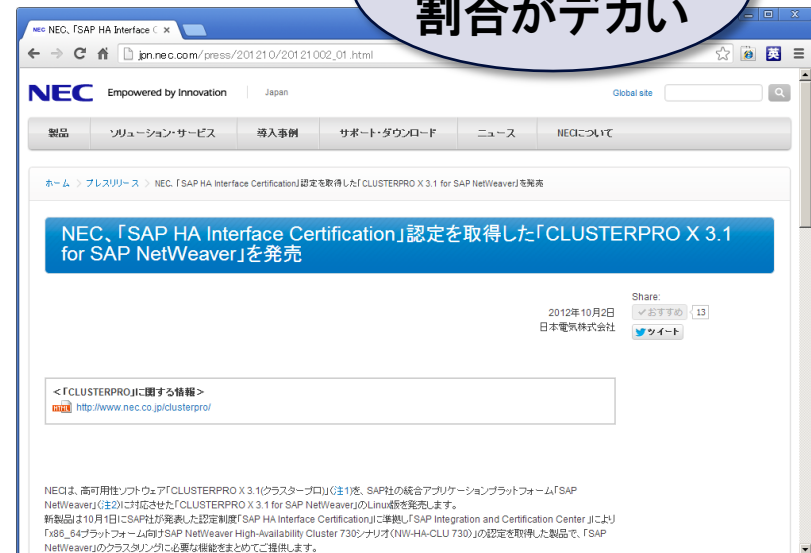 割合がデカい
NEC NEC、「SAP HA Interface C ×
jpn.nec.com/press/201210/20121002_01.html
英
NEC Empowered by Innovation Japan Global site
製品 ソリューション・サービス 導入事例 サポート・ダウンロード ニュース NECについて
ホーム > プレスリリース > NEC、「SAP HA Interface Certification」認定を取得した「CLUSTERPRO X 3.1 for SAP NetWeaver」を発売
NEC、「SAP HA Interface Certification」認定を取得した「CLUSTERPRO X 3.1
for SAP NetWeaver」を発売
Share:
2012年10月2日 おすすめ 13
日本電気株式会社 ツイート
<「CLUSTERPRO」に関する情報>
http://www.nec.co.jp/clusterpro/
NECは、高可用性ソフトウェア「CLUSTERPRO X 3.1(クラスタープロ)」(注1)を、SAP社の統合アプリケーションプラットフォーム「SAP
NetWeaver」(注2)に対応させた「CLUSTERPRO X 3.1 for SAP NetWeaver」のLinux版を発売します。
新製品は10月1日にSAP社が発表した認定制度「SAP HA Interface Certification」に準拠し「SAP Integration and Certification Center」により
「x86_64プラットフォーム向けSAP NetWeaver High-Availability Cluster 730シナリオ(NW-HA-CLU 730)」の認定を取得した製品で、「SAP
NetWeaver」のクラスタリングに必要な機能をまとめてご提供します。